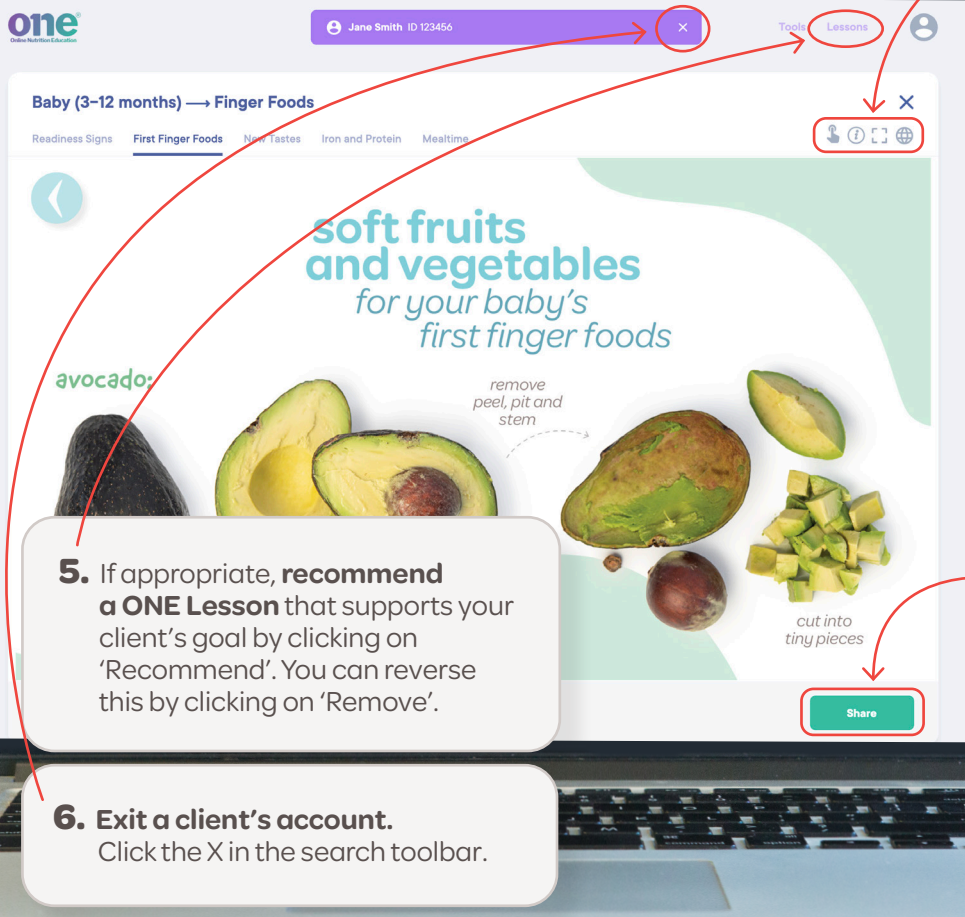 one®
Online Nutrition Education
Jane Smith ID 123456 ×
Tools Lessons
Baby (3–12 months) → Finger Foods ×
Readiness Signs First Finger Foods New Tastes Iron and Protein Mealtime
soft fruits
and vegetables
for your baby's
first finger foods
avocado:
remove
peel, pit and
stem
cut into
tiny pieces
5. If appropriate, recommend
a ONE Lesson that supports your
client's goal by clicking on
‘Recommend’. You can reverse
this by clicking on ‘Remove’.
Share
6. Exit a client's account.
Click the X in the search toolbar.
option